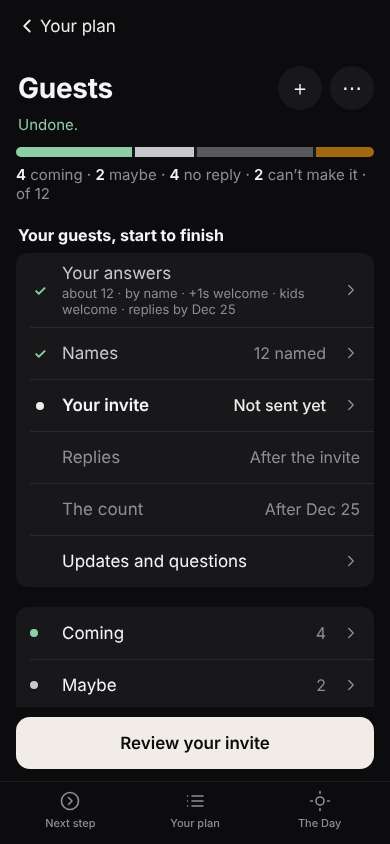 Your plan
Guests
+ ···
Undone.
4 coming · 2 maybe · 4 no reply · 2 can't make it ·
of 12
Your guests, start to finish
Your answers
about 12 · by name · +1s welcome · kids
welcome · replies by Dec 25
Names 12 named
Your invite Not sent yet
Replies After the invite
The count After Dec 25
Updates and questions
Coming 4
Maybe 2
Review your invite
Next step Your plan The Day